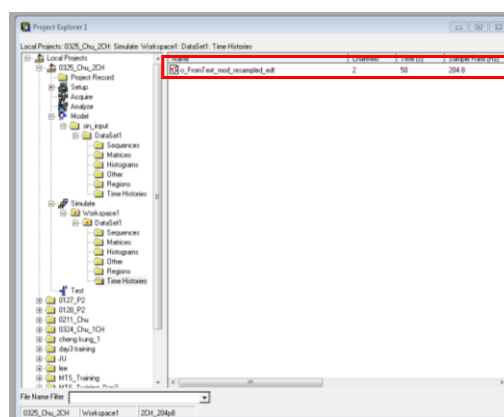 Project Explorer 1
Local Projects: 0325_Chu_2CH: Simulate: Workspace1: DataSet1: Time Histories
Name Channels Time (s) Sample Rate (Hz)
o_FromText_mod_resampled_edt 2 50 204.8
Local Projects
0325_Chu_2CH
Project Record
Setup
Acquire
Analyze
Model
sin_input
DataSet1
Sequences
Matrices
Histograms
Other
Regions
Time Histories
Simulate
Workspace1
DataSet1
Sequences
Matrices
Histograms
Other
Regions
Time Histories
Test
0127_P2
0128_P2
0211_Chu
0324_Chu_1CH
cheng kung_1
day3 training
JU
lee
MTS_Training
MTS_Training_Day2
File Name Filter
0325_Chu_2CH Workspace1 2CH_204p8